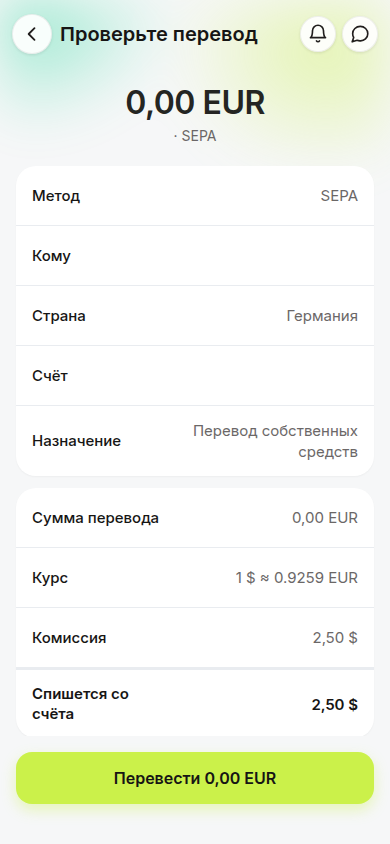 Проверьте перевод
0,00 EUR
· SEPA
Метод SEPA
Кому
Страна Германия
Счёт
Назначение Перевод собственных
средств
Сумма перевода 0,00 EUR
Курс 1 $ ≈ 0.9259 EUR
Комиссия 2,50 $
Спишется со
счёта 2,50 $
Перевести 0,00 EUR